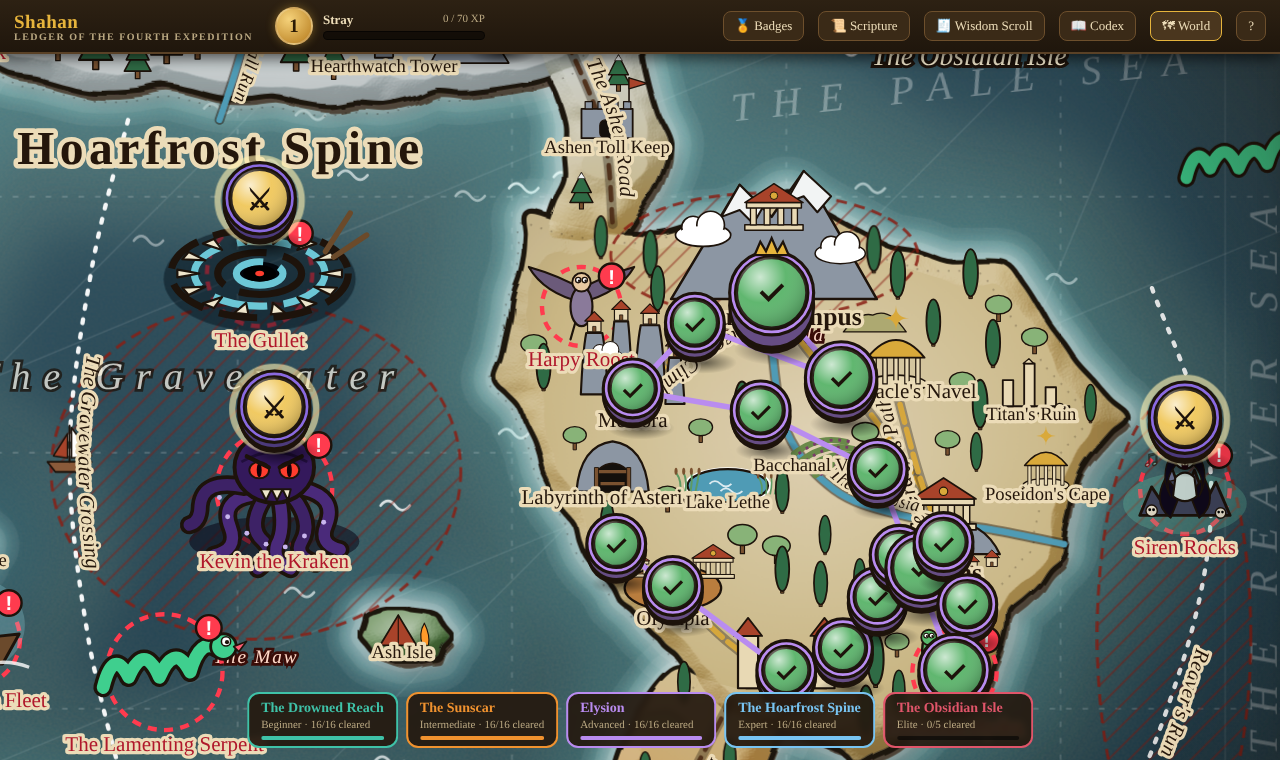 Shahan
LEDGER OF THE FOURTH EXPEDITION
1
Stray
0 / 70 XP
🏅 Badges
📜 Scripture
🧾 Wisdom Scroll
📖 Codex
🗺 World
?
Hearthwatch Tower
The Obsidian Isle
THE PALE SEA
Hoarfrost Spine
The Ashen Road
Ashen Toll Keep
The Gullet
Harpy Roost
The Gravewater Crossing
Titan's Ruin
Bacchanal
Labyrinth of Asteri
Lake Lethe
Poseidon's Cape
Kevin the Kraken
Siren Rocks
THE REAVER SEA
Olympia
Ash Isle
The Maw
Fleet
Reaver's Run
The Lamenting Serpent
The Drowned Reach
Beginner · 16/16 cleared
The Sunscar
Intermediate · 16/16 cleared
Elysion
Advanced · 16/16 cleared
The Hoarfrost Spine
Expert · 16/16 cleared
The Obsidian Isle
Elite · 0/5 cleared